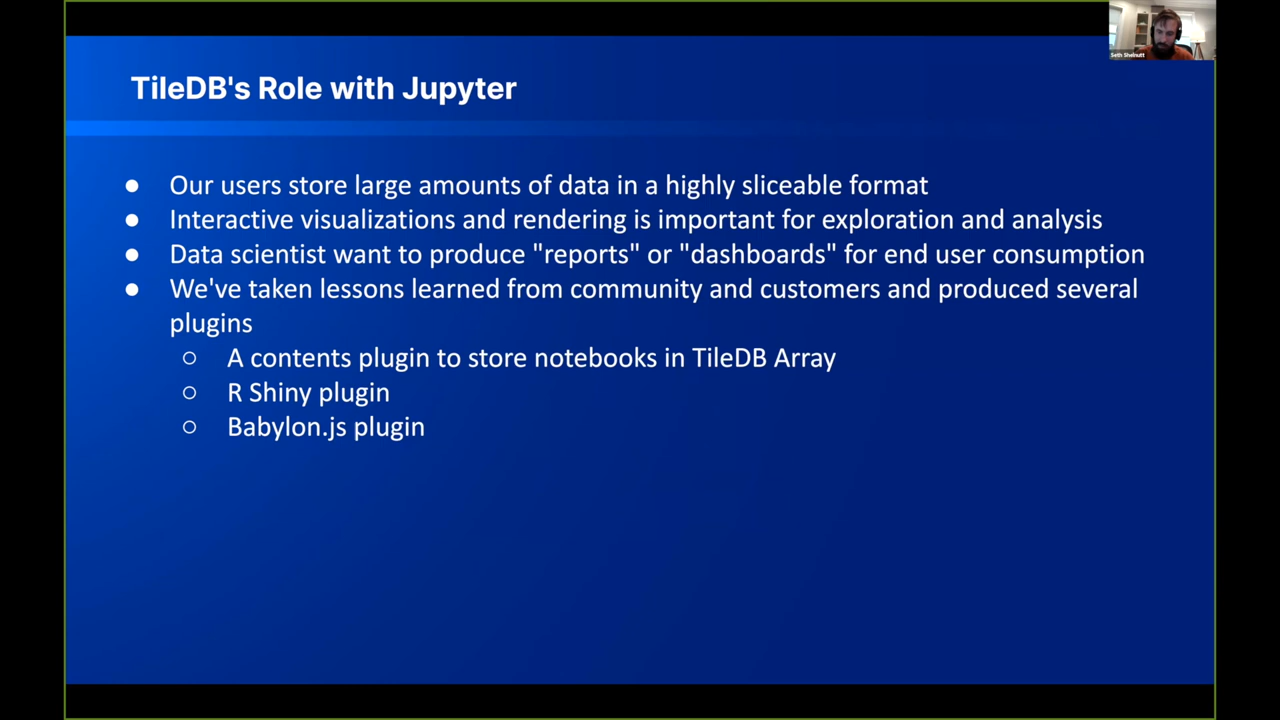 TileDB's Role with Jupyter
● Our users store large amounts of data in a highly sliceable format
● Interactive visualizations and rendering is important for exploration and analysis
● Data scientist want to produce "reports" or "dashboards" for end user consumption
● We've taken lessons learned from community and customers and produced several
plugins
○ A contents plugin to store notebooks in TileDB Array
○ R Shiny plugin
○ Babylon.js plugin
Seth Shelnutt